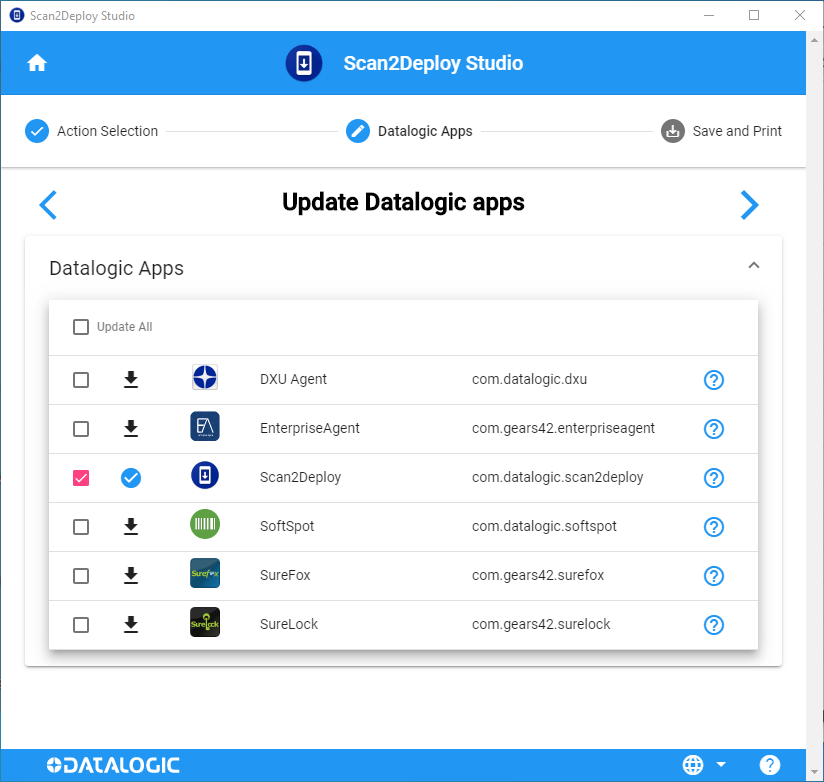 Scan2Deploy Studio
Scan2Deploy Studio
Action Selection
Datalogic Apps
Save and Print
Update Datalogic apps
Datalogic Apps
Update All
DXU Agent com.datalogic.dxu
EnterpriseAgent com.gears42.enterpriseagent
Scan2Deploy com.datalogic.scan2deploy
SoftSpot com.datalogic.softspot
SureFox SureFox com.gears42.surefox
SureLock SureLock com.gears42.surelock
DATALOGIC